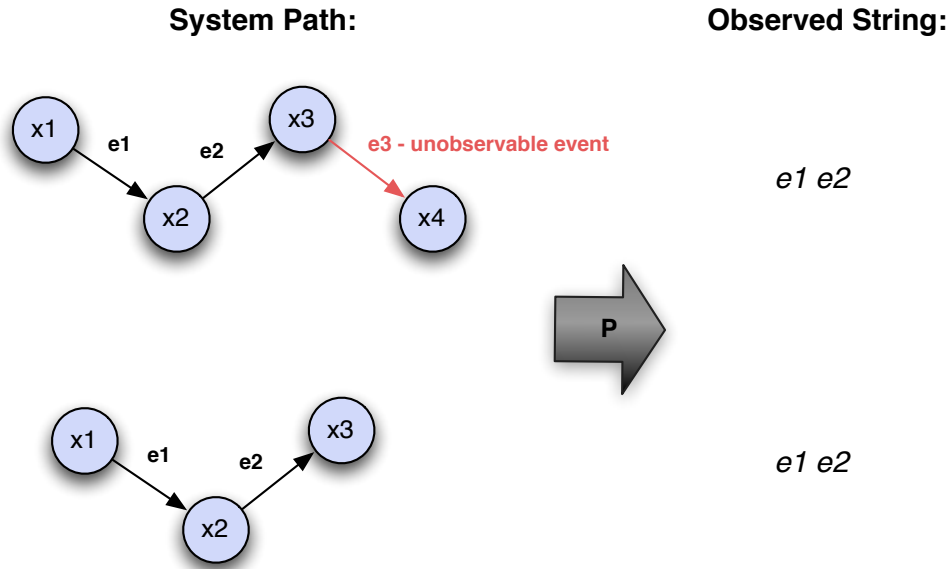 System Path:
Observed String:
x1
e1
x2
e2
x3
e3 - unobservable event
x4
e1 e2
P
x1
e1
x2
e2
x3
e1 e2